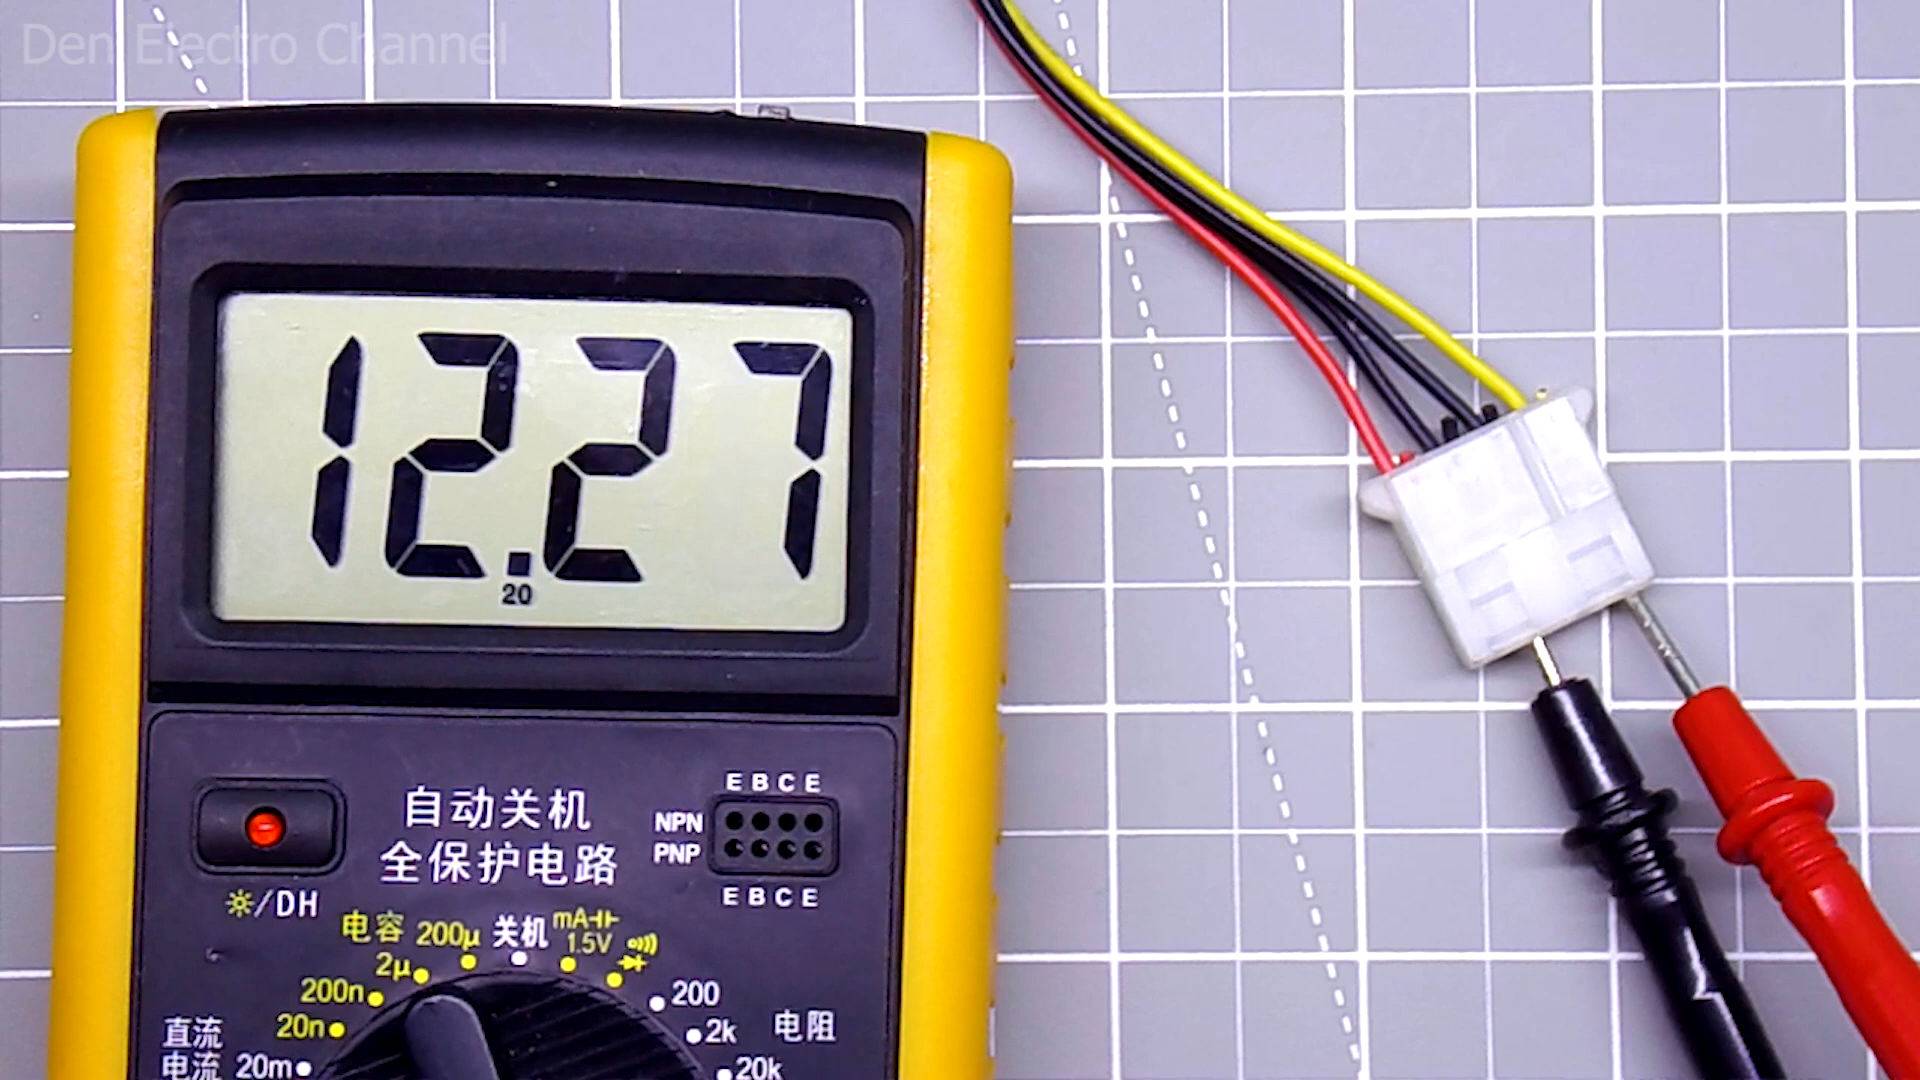 Den Electro Channel
12.27
20
自动关机
全保护电路
☼/DH
E B C E
NPN
PNP
E B C E
电容
200µ
关机
mA
1.5V
2µ
200n
20n
直流
电流
20m
200
2k
电阻
20k